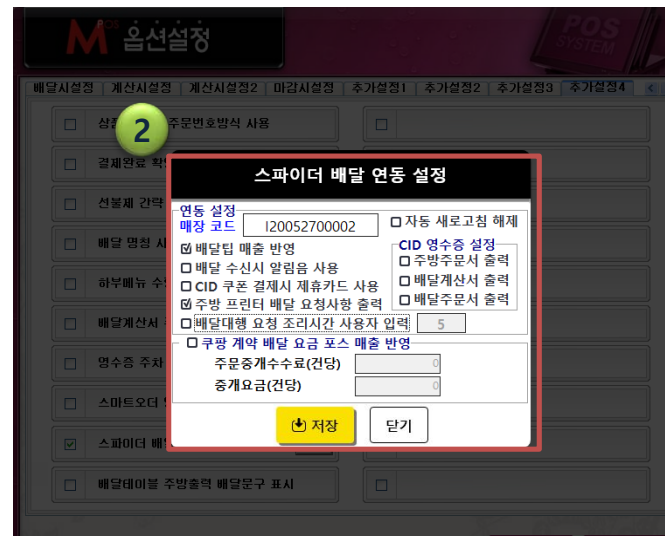 M POS 옵션설정
POS
SYSTEM
배달시설정 계산시설정 계산시설정2 마감시설정 추가설정1 추가설정2 추가설정3 추가설정4
2
주문번호방식 사용
결제완료
선불제 간략
배달 명칭
하부메뉴
배달계산서
영수증 주차
스마트오더
스파이더
배달테이블 주방출력 배달문구 표시
스파이더 배달 연동 설정
연동 설정
매장 코드 I20052700002
자동 새로고침 해제
배달팁 매출 반영
배달 수신시 알림음 사용
CID 쿠폰 결제시 제휴카드 사용
주방 프린터 배달 요청사항 출력
배달대행 요청 조리시간 사용자 입력 5
CID 영수증 설정
주방주문서 출력
배달계산서 출력
배달주문서 출력
쿠팡 계약 배달 요금 포스 매출 반영
주문중개수수료(건당) 0
중개요금(건당) 0
저장 닫기